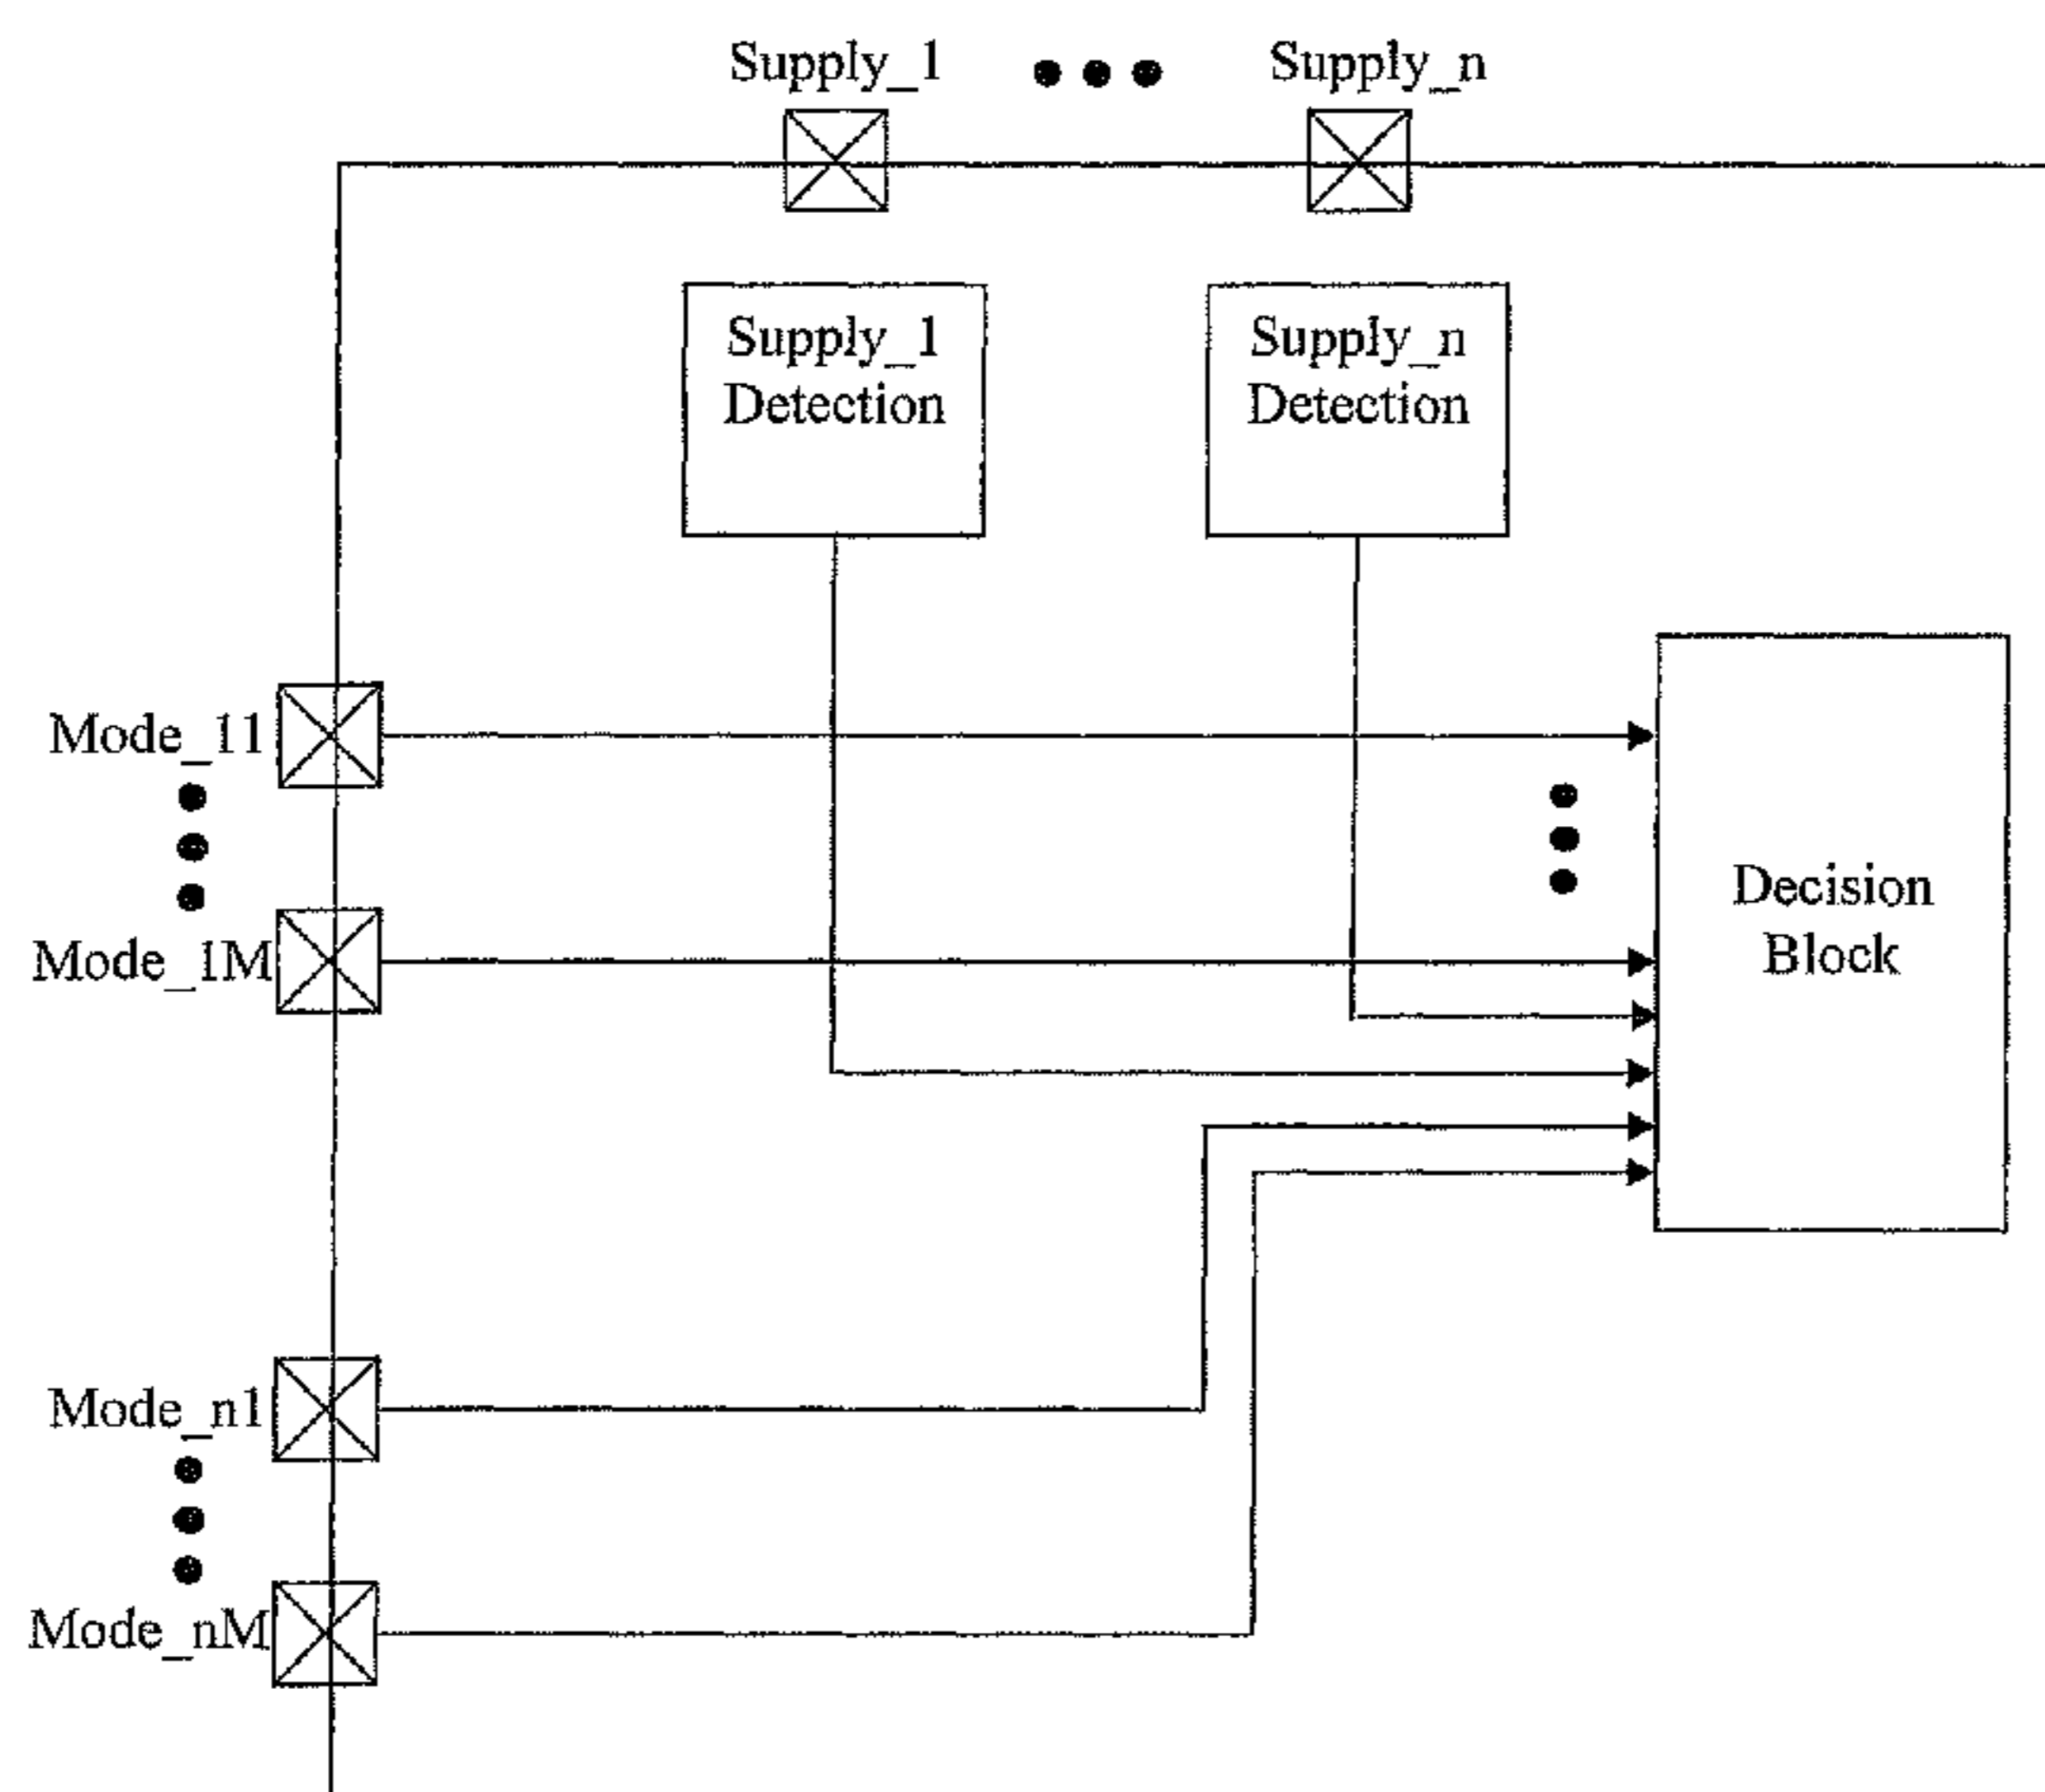 Supply_1
Supply_n
Supply_1
Detection
Supply_n
Detection
Mode_11
Mode_1M
Decision
Block
Mode_n1
Mode_nM